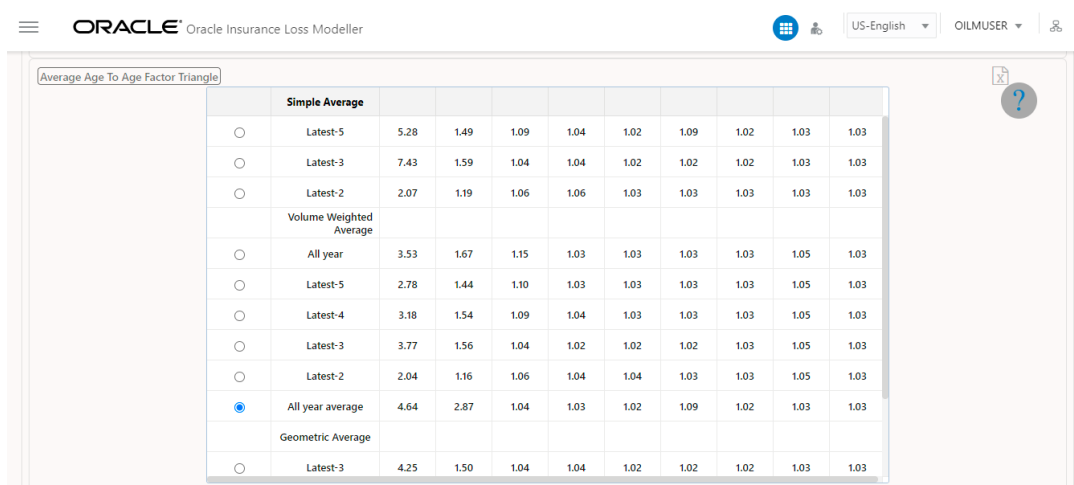 ORACLE® Oracle Insurance Loss Modeller US-English OILMUSER
Average Age To Age Factor Triangle
X
?
Simple Average
Latest-5 5.28 1.49 1.09 1.04 1.02 1.09 1.02 1.03 1.03
Latest-3 7.43 1.59 1.04 1.04 1.02 1.02 1.02 1.03 1.03
Latest-2 2.07 1.19 1.06 1.06 1.03 1.03 1.03 1.03 1.03
Volume Weighted
Average
All year 3.53 1.67 1.15 1.03 1.03 1.03 1.03 1.05 1.03
Latest-5 2.78 1.44 1.10 1.03 1.03 1.03 1.03 1.05 1.03
Latest-4 3.18 1.54 1.09 1.04 1.03 1.03 1.03 1.05 1.03
Latest-3 3.77 1.56 1.04 1.02 1.02 1.02 1.03 1.05 1.03
Latest-2 2.04 1.16 1.06 1.04 1.04 1.03 1.03 1.05 1.03
All year average 4.64 2.87 1.04 1.03 1.02 1.09 1.02 1.03 1.03
Geometric Average
Latest-3 4.25 1.50 1.04 1.04 1.02 1.02 1.02 1.03 1.03